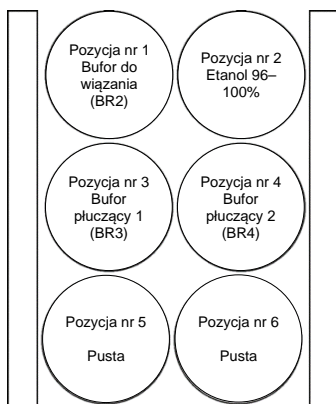 Pozycja nr 1
Bufor do
wiązania
(BR2)
Pozycja nr 2
Etanol 96–
100%
Pozycja nr 3
Bufor
płuczący 1
(BR3)
Pozycja nr 4
Bufor
płuczący 2
(BR4)
Pozycja nr 5
Pusta
Pozycja nr 6
Pusta